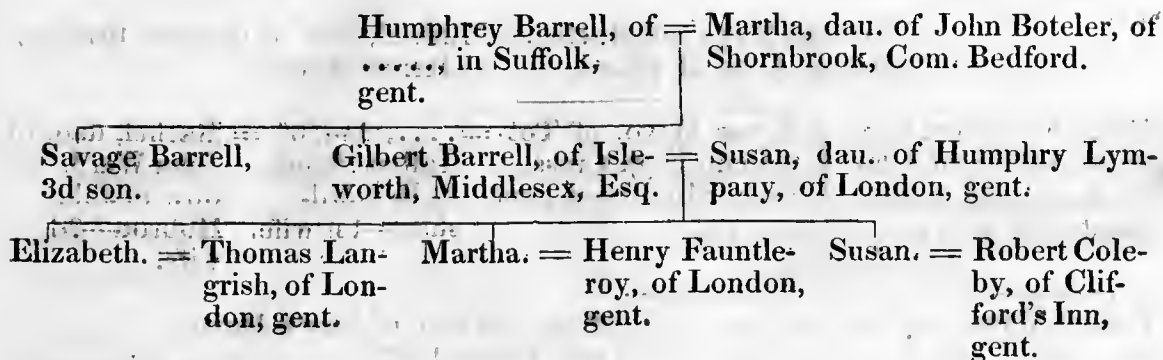 Humphrey Barrell, of = Martha, dau. of John Boteler, of
......, in Suffolk, Shornbrook, Com. Bedford.
gent.
Savage Barrell, Gilbert Barrell, of Isle- = Susan, dau. of Humphry Lym-
3d son. worth, Middlesex, Esq. pany, of London, gent.
Elizabeth. = Thomas Lan- Martha. = Henry Fauntle- Susan. = Robert Cole-
grish, of Lon- roy, of London, by, of Clif-
don, gent. gent. ford's Inn,
gent.